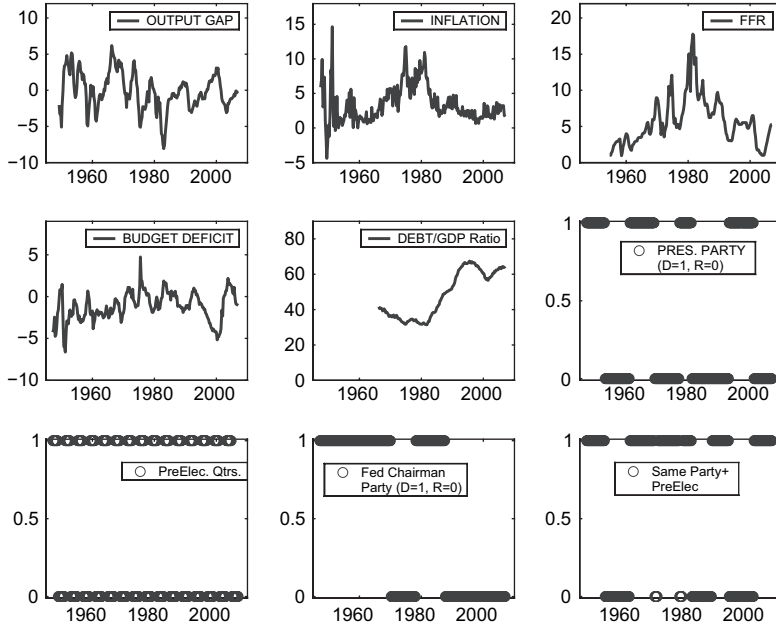 OUTPUT GAP
10
5
0
−5
−10
1960 1980 2000
INFLATION
15
10
5
0
−5
1960 1980 2000
FFR
20
15
10
5
0
1960 1980 2000
BUDGET DEFICIT
5
0
−5
−10
1960 1980 2000
DEBT/GDP Ratio
80
60
40
20
0
1960 1980 2000
PRES. PARTY
(D=1, R=0)
1
0.5
0
1960 1980 2000
PreElec. Qtrs.
1
0.5
0
1960 1980 2000
Fed Chairman
Party (D=1, R=0)
1
0.5
0
1960 1980 2000
Same Party+
PreElec
1
0.5
0
1960 1980 2000